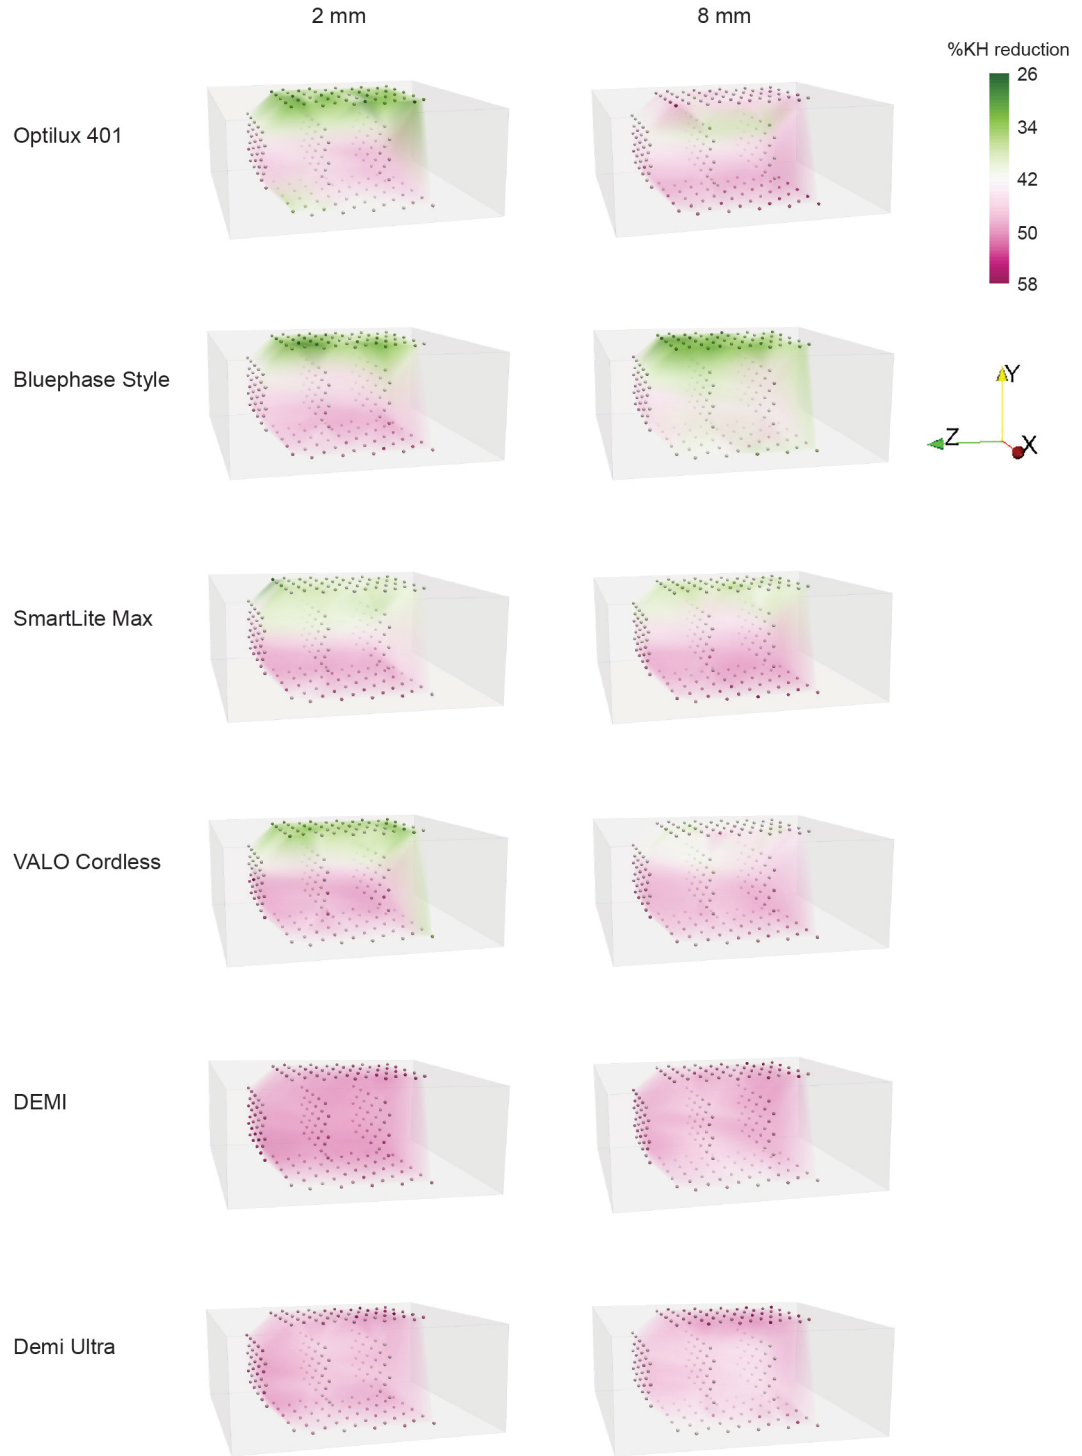 2 mm
8 mm
%KH reduction
26
34
42
50
58
Optilux 401
Bluephase Style
Y
Z
X
SmartLite Max
VALO Cordless
DEMI
Demi Ultra